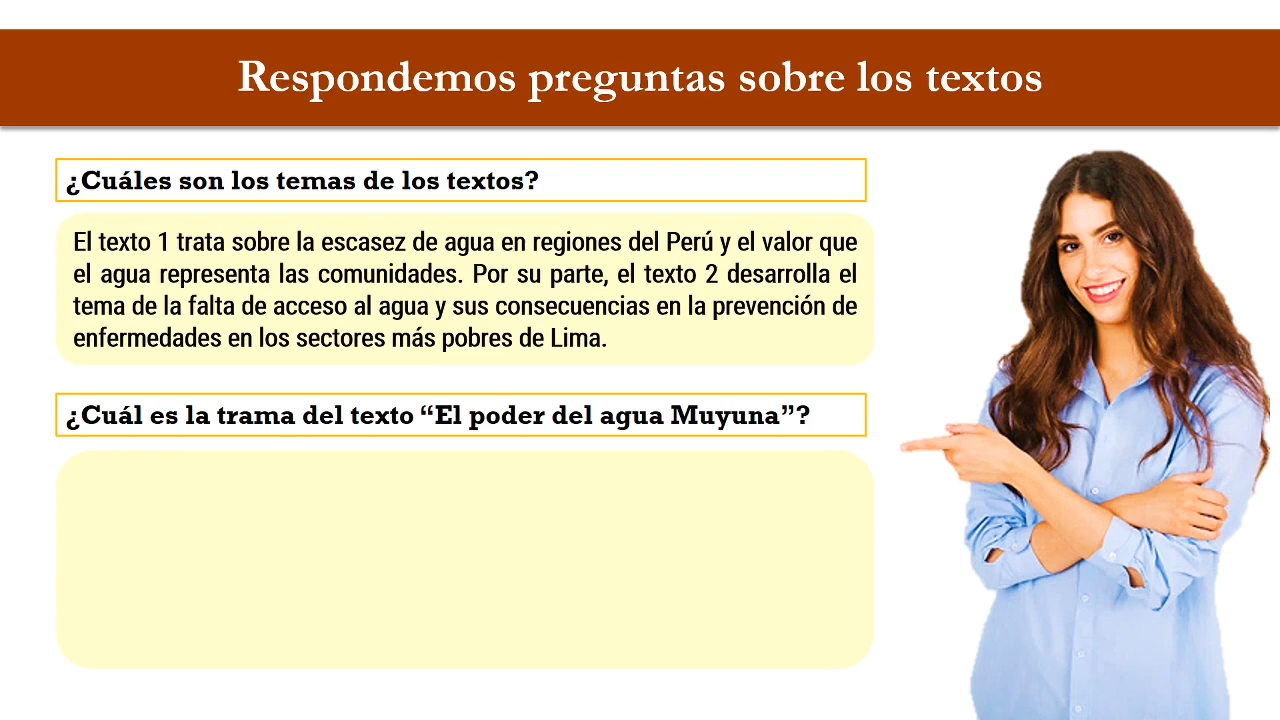 Respondemos preguntas sobre los textos
¿Cuáles son los temas de los textos?
El texto 1 trata sobre la escasez de agua en regiones del Perú y el valor que
el agua representa las comunidades. Por su parte, el texto 2 desarrolla el
tema de la falta de acceso al agua y sus consecuencias en la prevención de
enfermedades en los sectores más pobres de Lima.
¿Cuál es la trama del texto “El poder del agua Muyuna”?